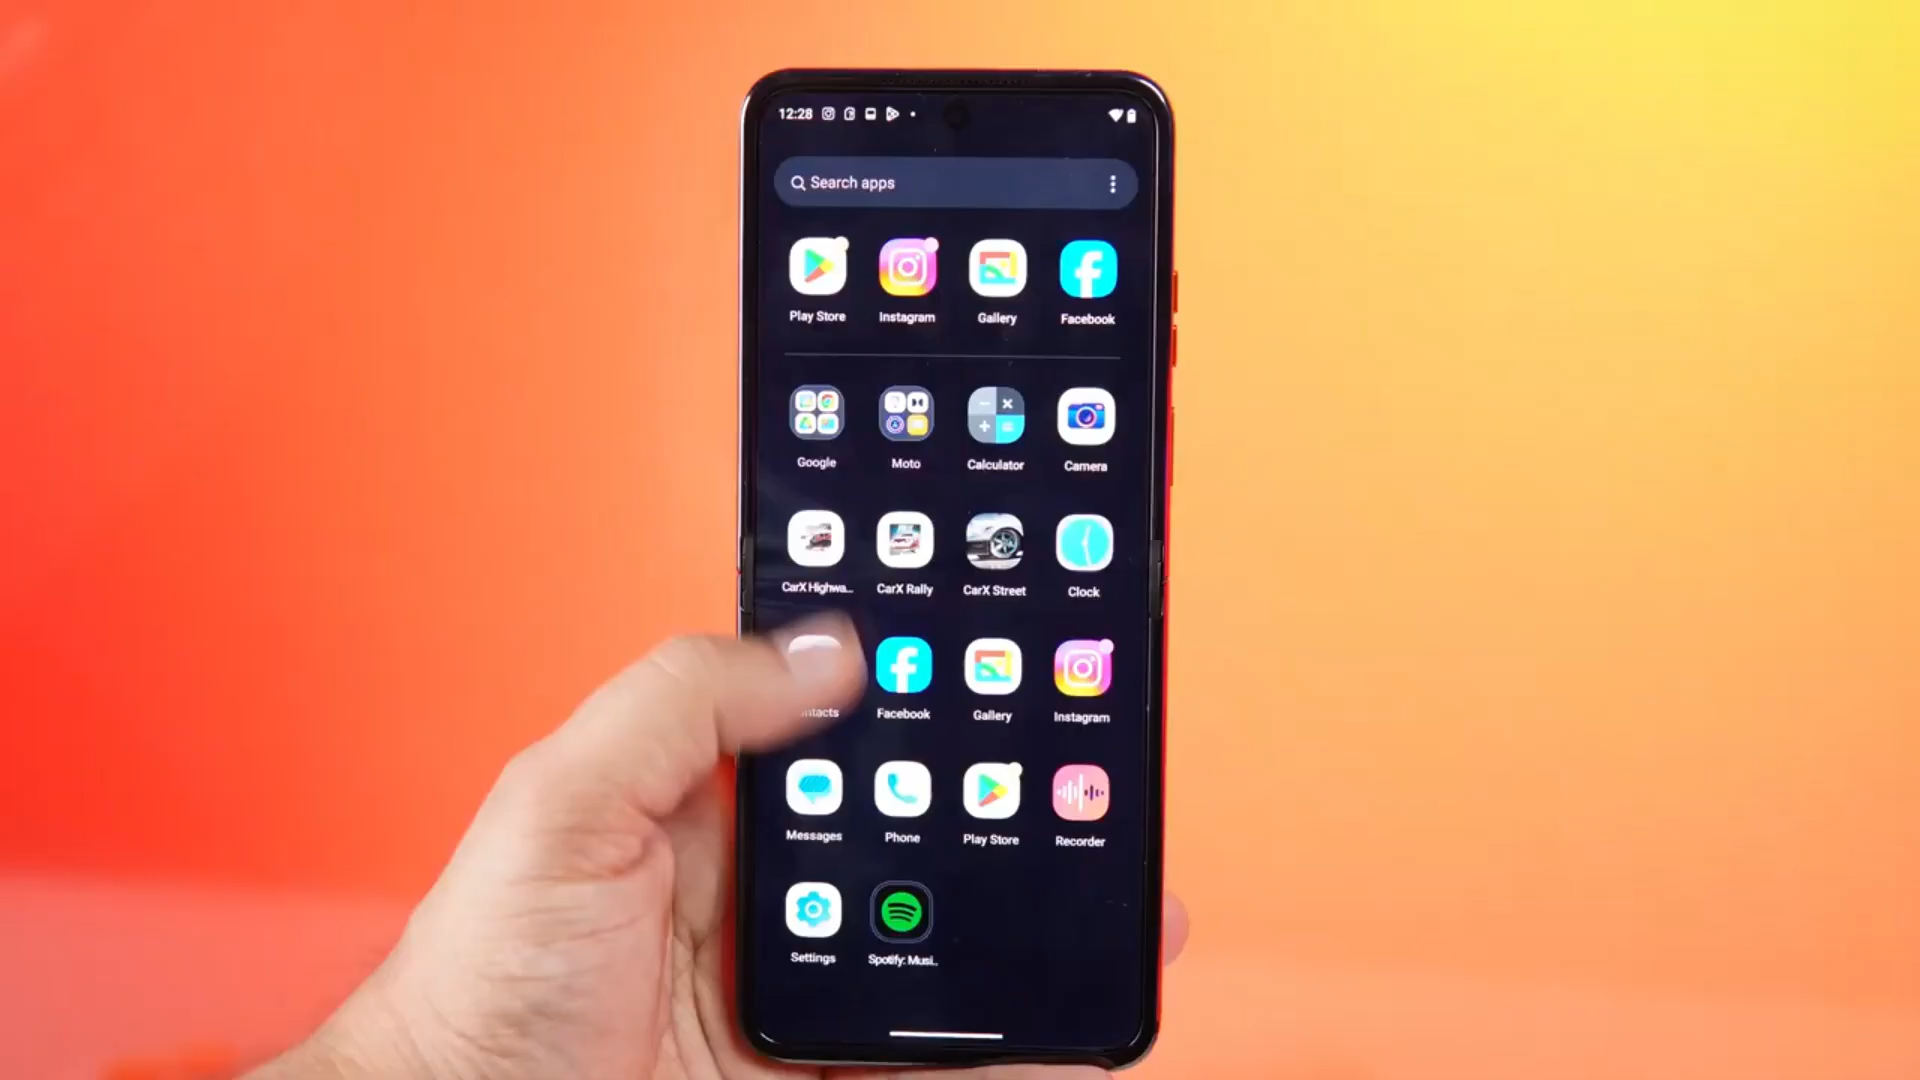 12:28
Search apps
Play Store Instagram Gallery Facebook
Google Moto Calculator Camera
CarX Highwa... CarX Rally CarX Street Clock
ntacts Facebook Gallery Instagram
Messages Phone Play Store Recorder
Settings Spotify: Musi..